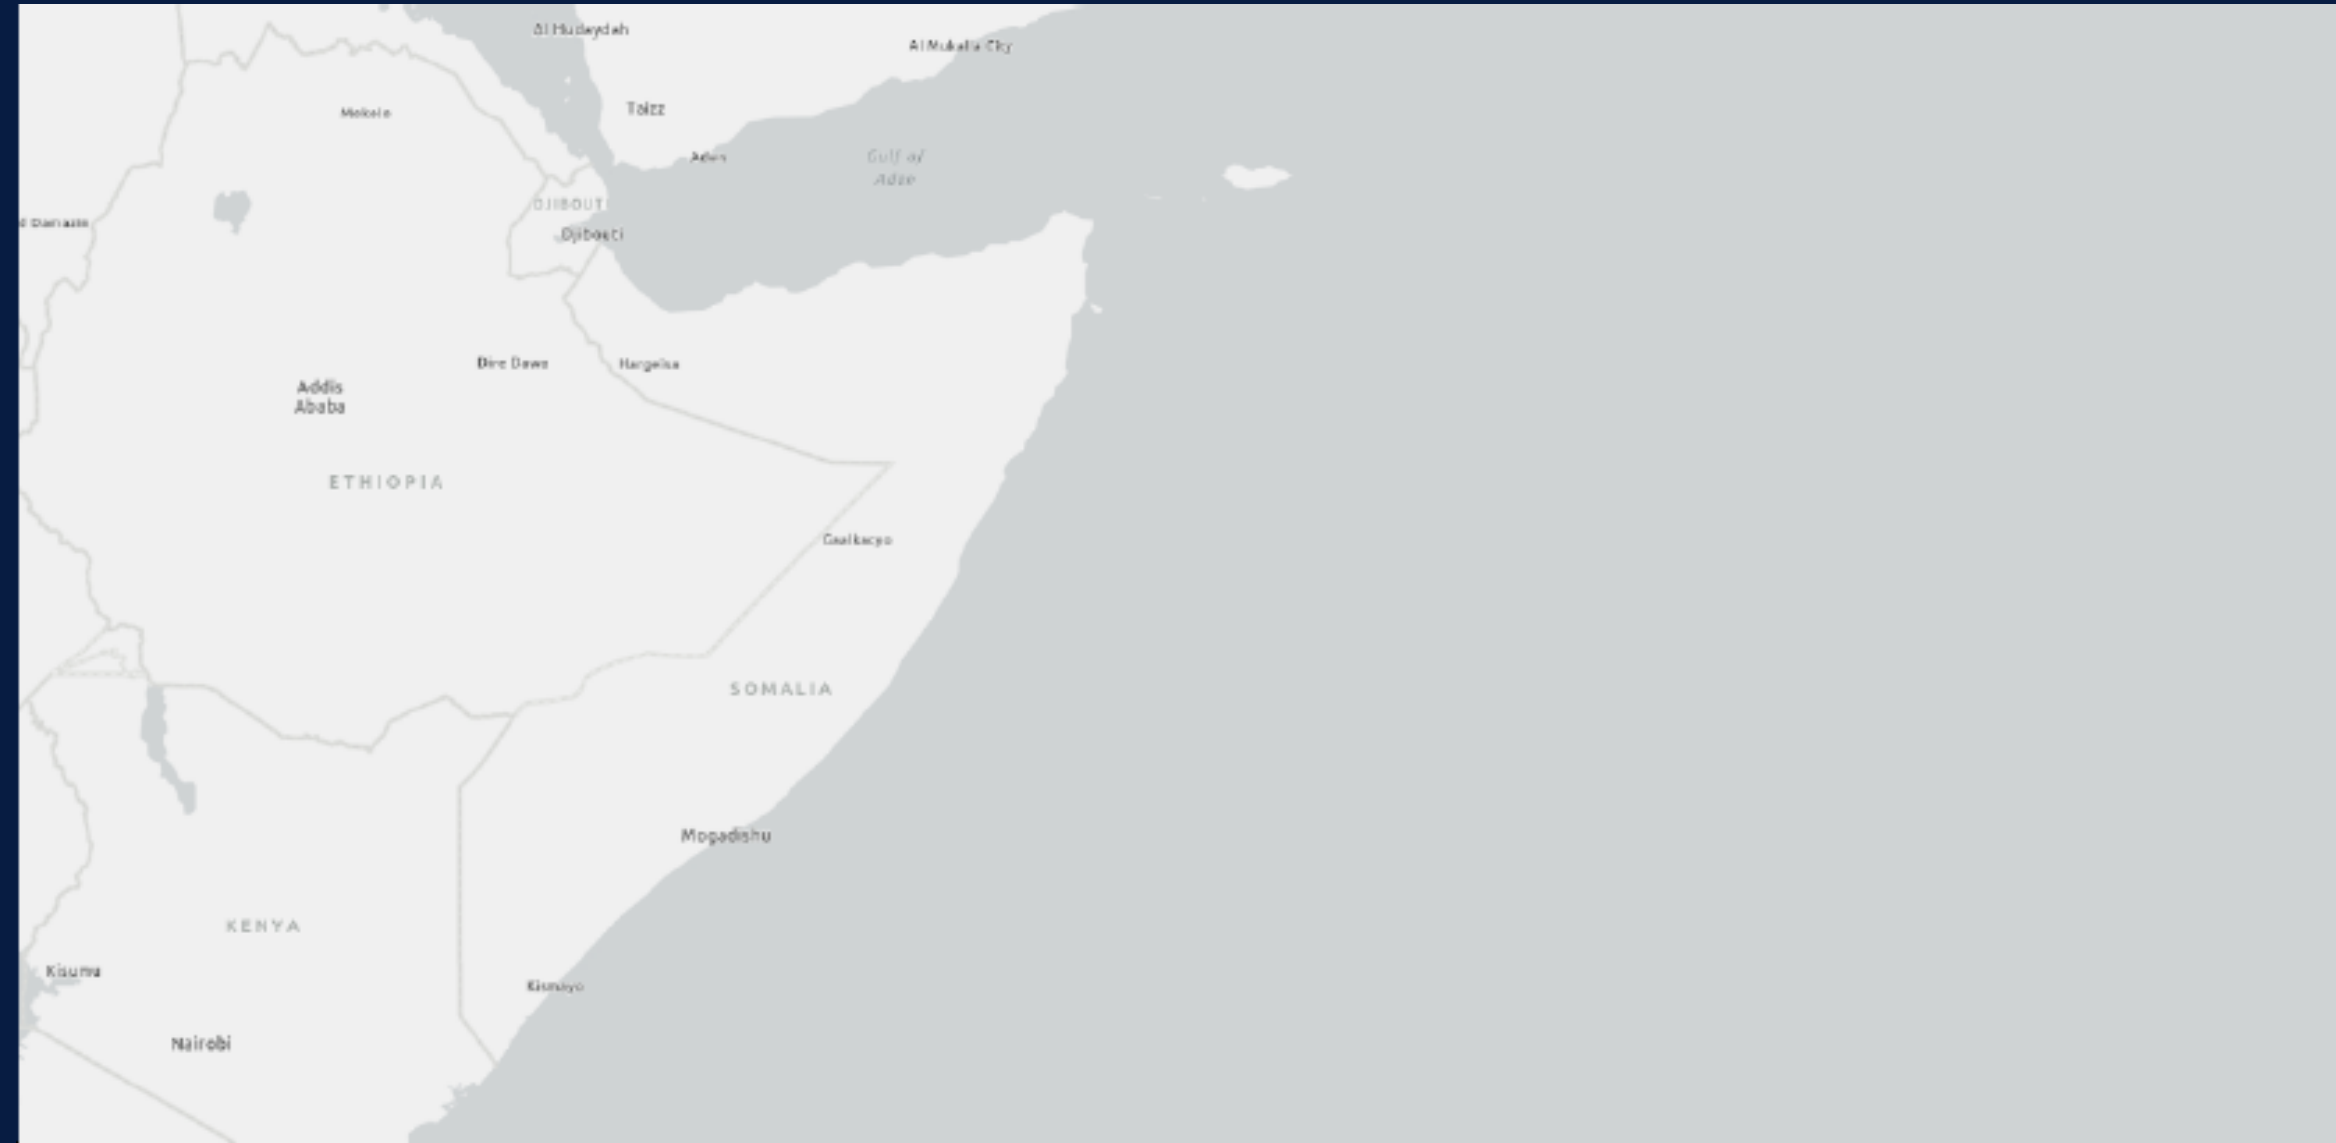 Al Hudaydah
Al Mukalla City
Mekele
Taizz
Aden
Gulf of
Aden
DJIBOUTI
Djibouti
d Damazin
Dire Dawa
Hargeisa
Addis
Ababa
ETHIOPIA
Gaalkacyo
SOMALIA
Mogadishu
KENYA
Kisumu
Kismayo
Nairobi